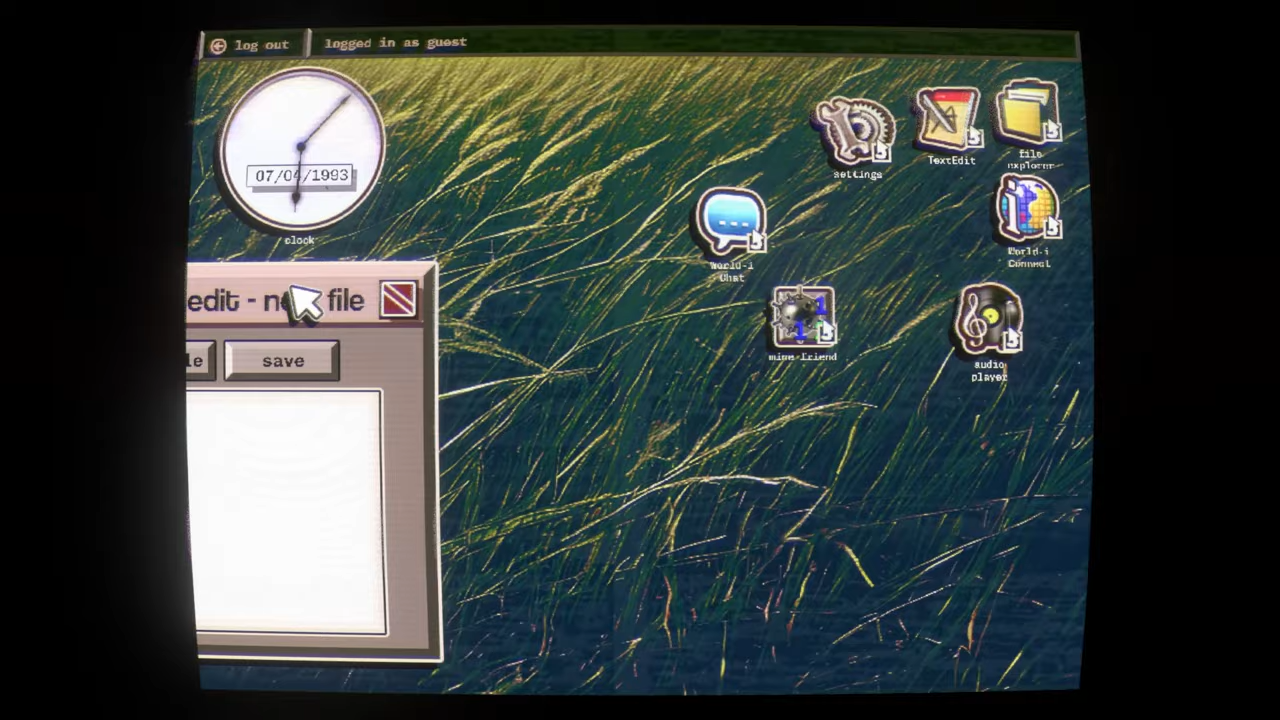 log out
logged in as guest
07/04/1993
clock
settings
TextEdit
file
explorer
World-i
Chat
World-i
Connect
mine friend
audio
player
edit - file
save